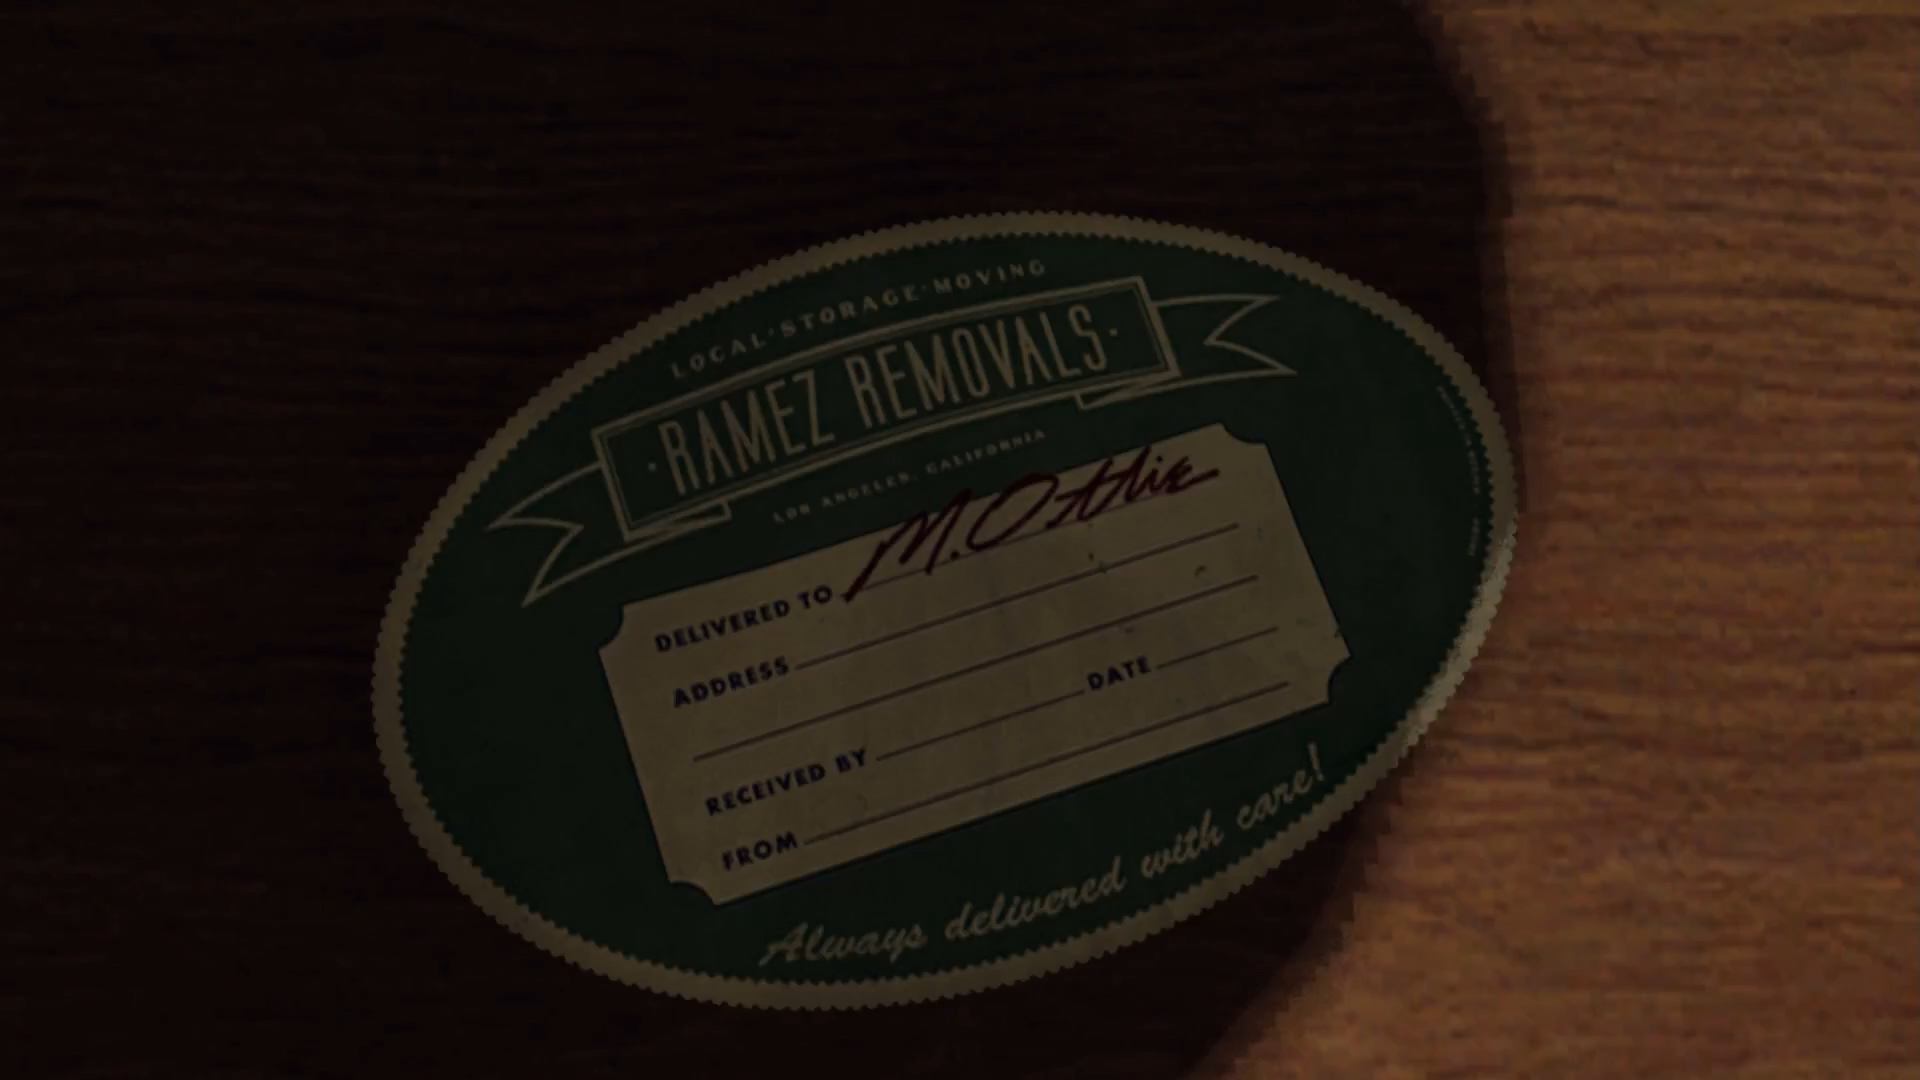 LOCAL·STORAGE·MOVING
·RAMEZ REMOVALS·
LOS ANGELES, CALIFORNIA
DELIVERED TO M. Ottlie
ADDRESS
RECEIVED BY DATE
FROM
Always delivered with care!